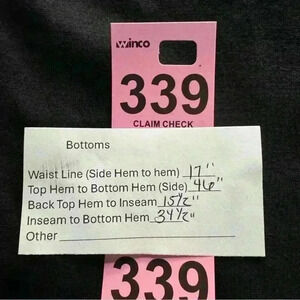 winco
339
CLAIM CHECK
Bottoms
Waist Line (Side Hem to hem) 17"
Top Hem to Bottom Hem (Side) 46"
Back Top Hem to Inseam 15½"
Inseam to Bottom Hem 34½"
Other
339